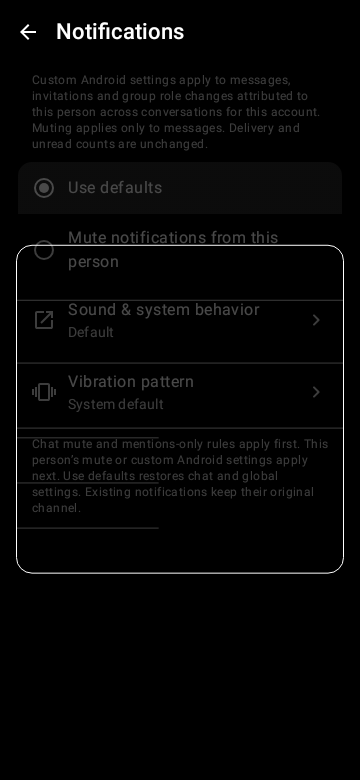 Notifications
Custom Android settings apply to messages,
invitations and group role changes attributed to
this person across conversations for this account.
Muting applies only to messages. Delivery and
unread counts are unchanged.
Use defaults
Mute notifications from this
person
Sound & system behavior
Default
Vibration pattern
System default
Chat mute and mentions-only rules apply first. This
person's mute or custom Android settings apply
next. Use defaults restores chat and global
settings. Existing notifications keep their original
channel.